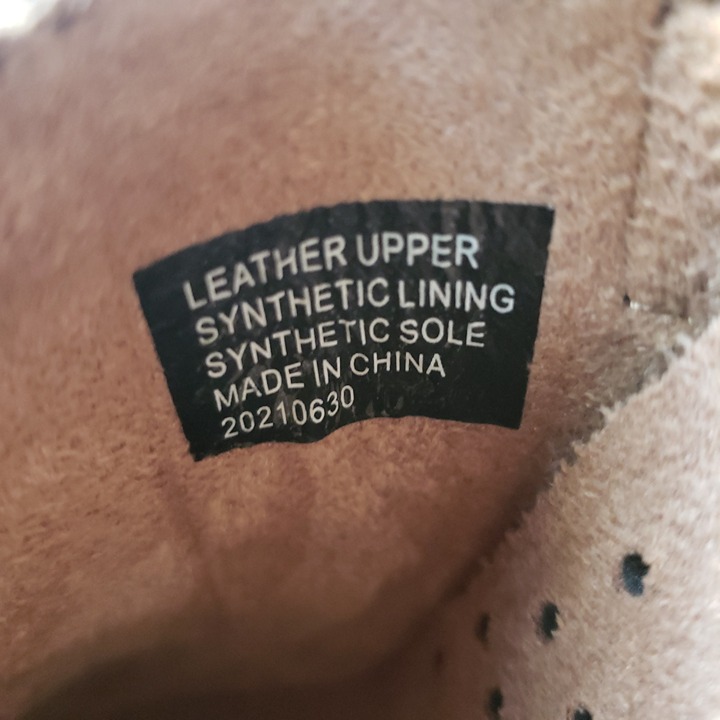 LEATHER UPPER
SYNTHETIC LINING
SYNTHETIC SOLE
MADE IN CHINA
20210630